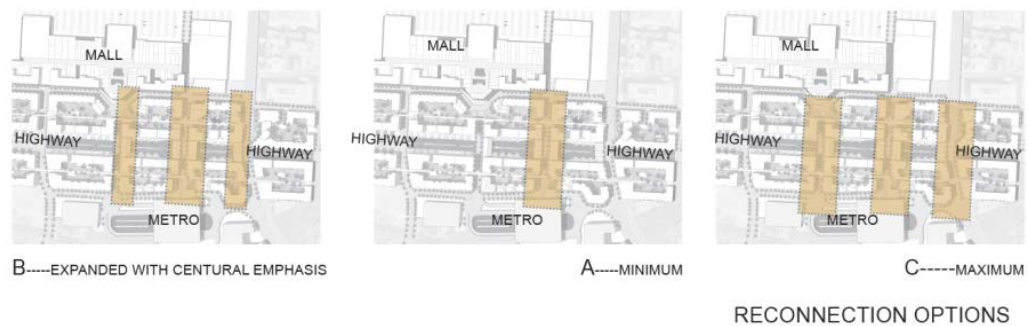 MALL
HIGHWAY
HIGHWAY
METRO
B-----EXPANDED WITH CENTURAL EMPHASIS
MALL
HIGHWAY
HIGHWAY
METRO
A-----MINIMUM
MALL
HIGHWAY
HIGHWAY
METRO
C-----MAXIMUM
RECONNECTION OPTIONS